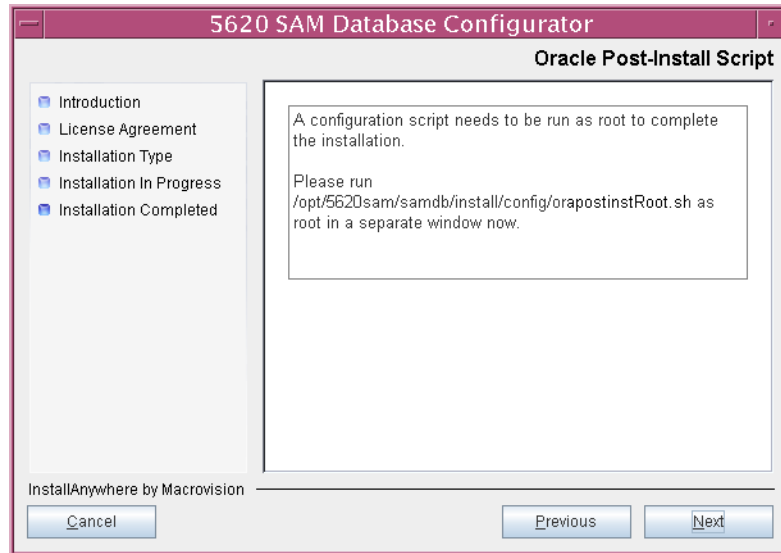 5620 SAM Database Configurator
Oracle Post-Install Script
Introduction
License Agreement
Installation Type
Installation In Progress
Installation Completed
A configuration script needs to be run as root to complete
the installation.
Please run
/opt/5620sam/samdb/install/config/orapostinstRoot.sh as
root in a separate window now.
InstallAnywhere by Macrovision
Cancel
Previous
Next